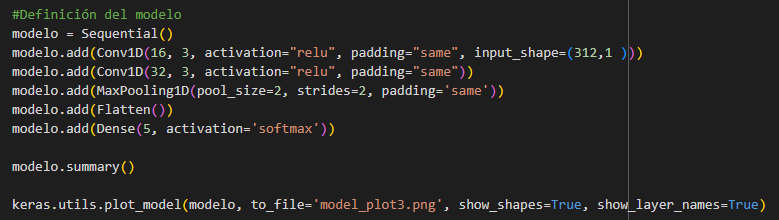 #Definición del modelo
modelo = Sequential()
modelo.add(Conv1D(16, 3, activation="relu", padding="same", input_shape=(312,1 )))
modelo.add(Conv1D(32, 3, activation="relu", padding="same"))
modelo.add(MaxPooling1D(pool_size=2, strides=2, padding='same'))
modelo.add(Flatten())
modelo.add(Dense(5, activation='softmax'))
modelo.summary()
keras.utils.plot_model(modelo, to_file='model_plot3.png', show_shapes=True, show_layer_names=True)